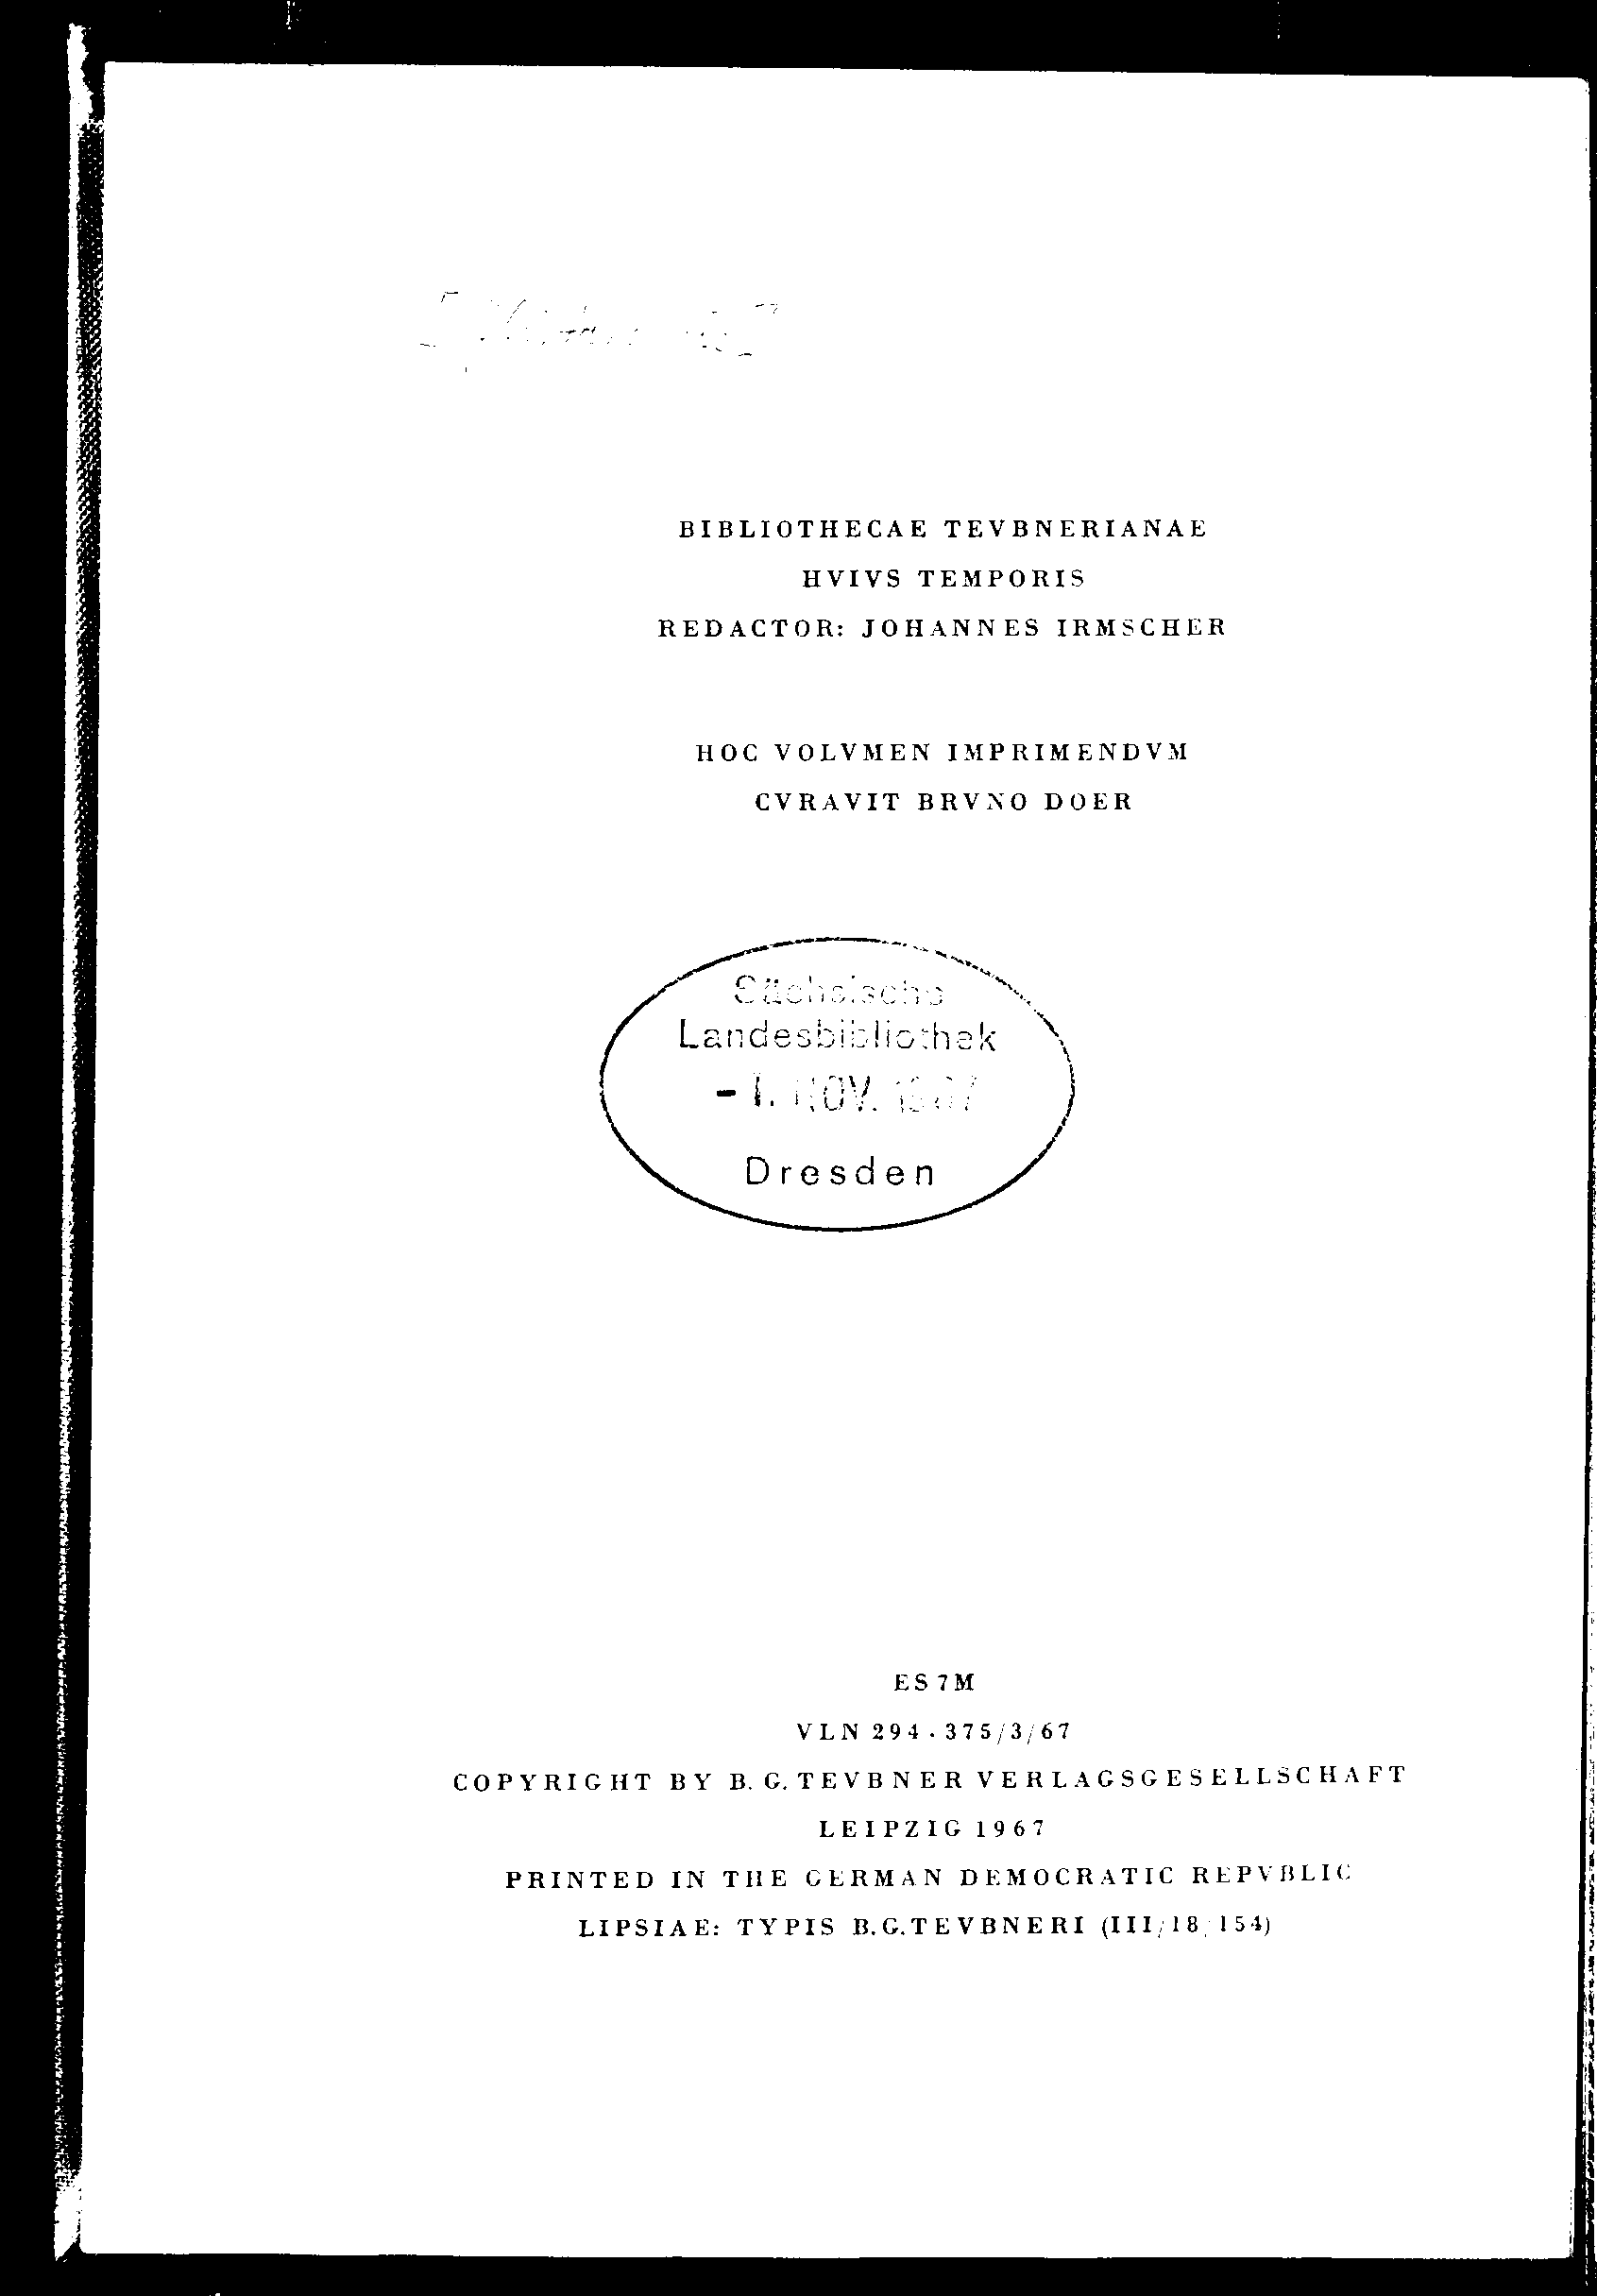 BIBLIOTHECAE TEVBNERIANAE
HVIVS TEMPORIS
REDACTOR: JOHANNES IRMSCHER
HOC VOLVMEN IMPRIMENDVM
CVRAVIT BRVNO DOER
Sächsische
Landesbibliothek
- 1. NOV. 1967
Dresden
ES 7 M
VLN 294 · 375/3/67
COPYRIGHT BY B. G. TEVBNER VERLAGSGESELLSCHAFT
LEIPZIG 1967
PRINTED IN THE GERMAN DEMOCRATIC REPVBLIC
LIPSIAE: TYPIS B.G.TEVBNERI (III/18/154)